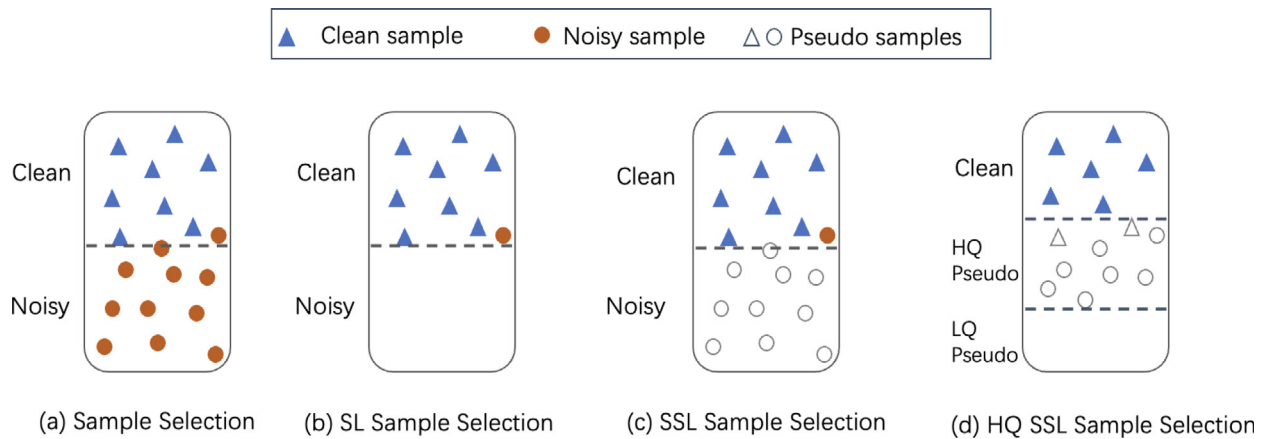 Clean sample
Noisy sample
Pseudo samples
Clean
Noisy
(a) Sample Selection
Clean
Noisy
(b) SL Sample Selection
Clean
Noisy
(c) SSL Sample Selection
Clean
HQ
Pseudo
LQ
Pseudo
(d) HQ SSL Sample Selection